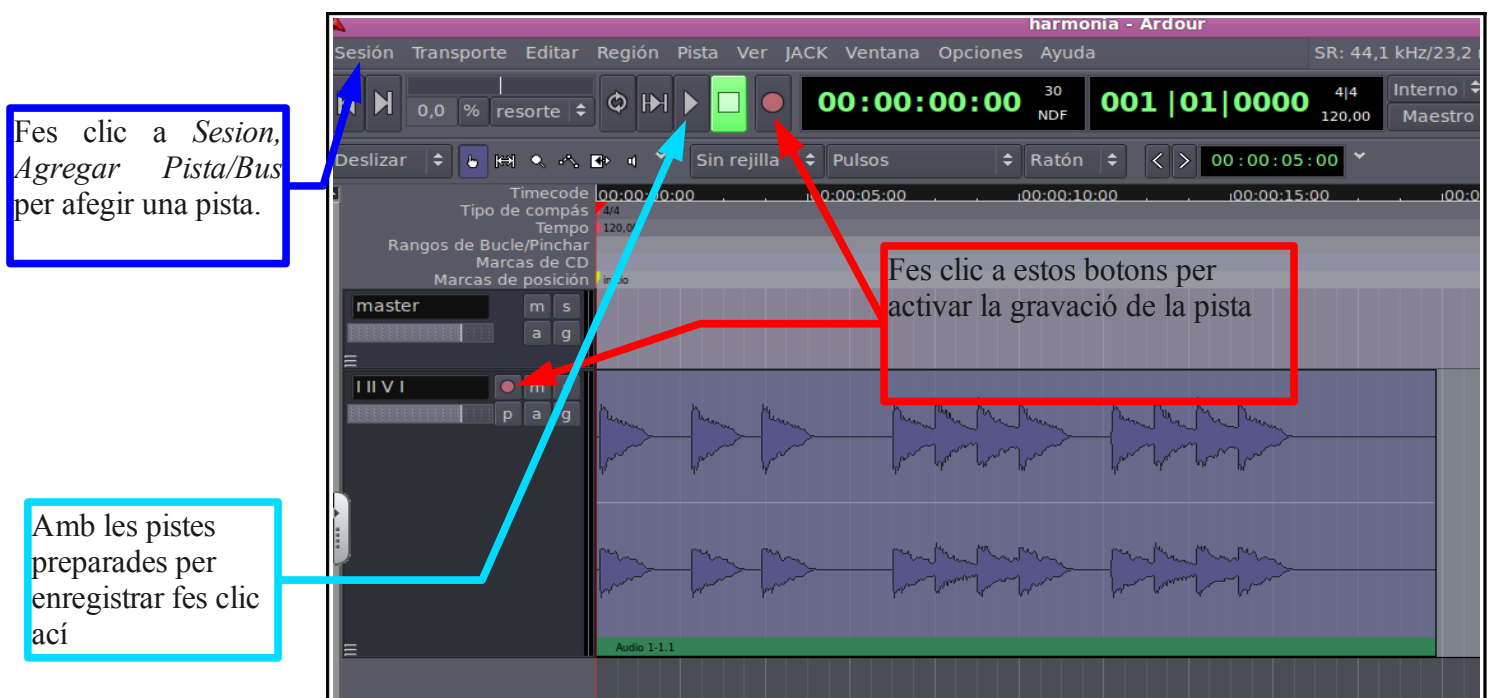 harmonia - Ardour
Sesión Transporte Editar Región Pista Ver JACK Ventana Opciones Ayuda SR: 44,1 kHz/23,2
0,0 % resorte 00:00:00:00 30 NDF 001 |01|0000 4|4 120,00 Interno Maestro
Deslizar Sin rejilla Pulsos Ratón < > 00:00:05:00
Fes clic a Sesion,
Agregar Pista/Bus
per afegir una pista.
Timecode 00:00:00:00 00:00:05:00 00:00:10:00 00:00:15:00 00:0
Tipo de compás 4/4
Tempo 120,0
Rangos de Bucle/Pinchar
Marcas de CD
Marcas de posición inicio
Fes clic a estos botons per
activar la gravació de la pista
master m s
a g
I II V I m
p a g
Amb les pistes
preparades per
enregistrar fes clic
ací
Audio 1-1.1